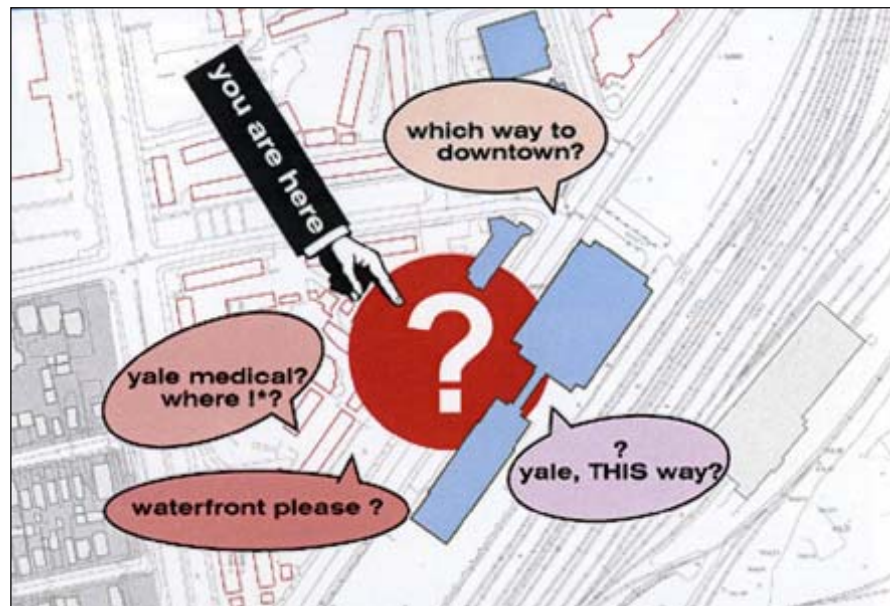 you are here
which way to
downtown?
?
yale medical?
where !*?
?
yale, THIS way?
waterfront please ?